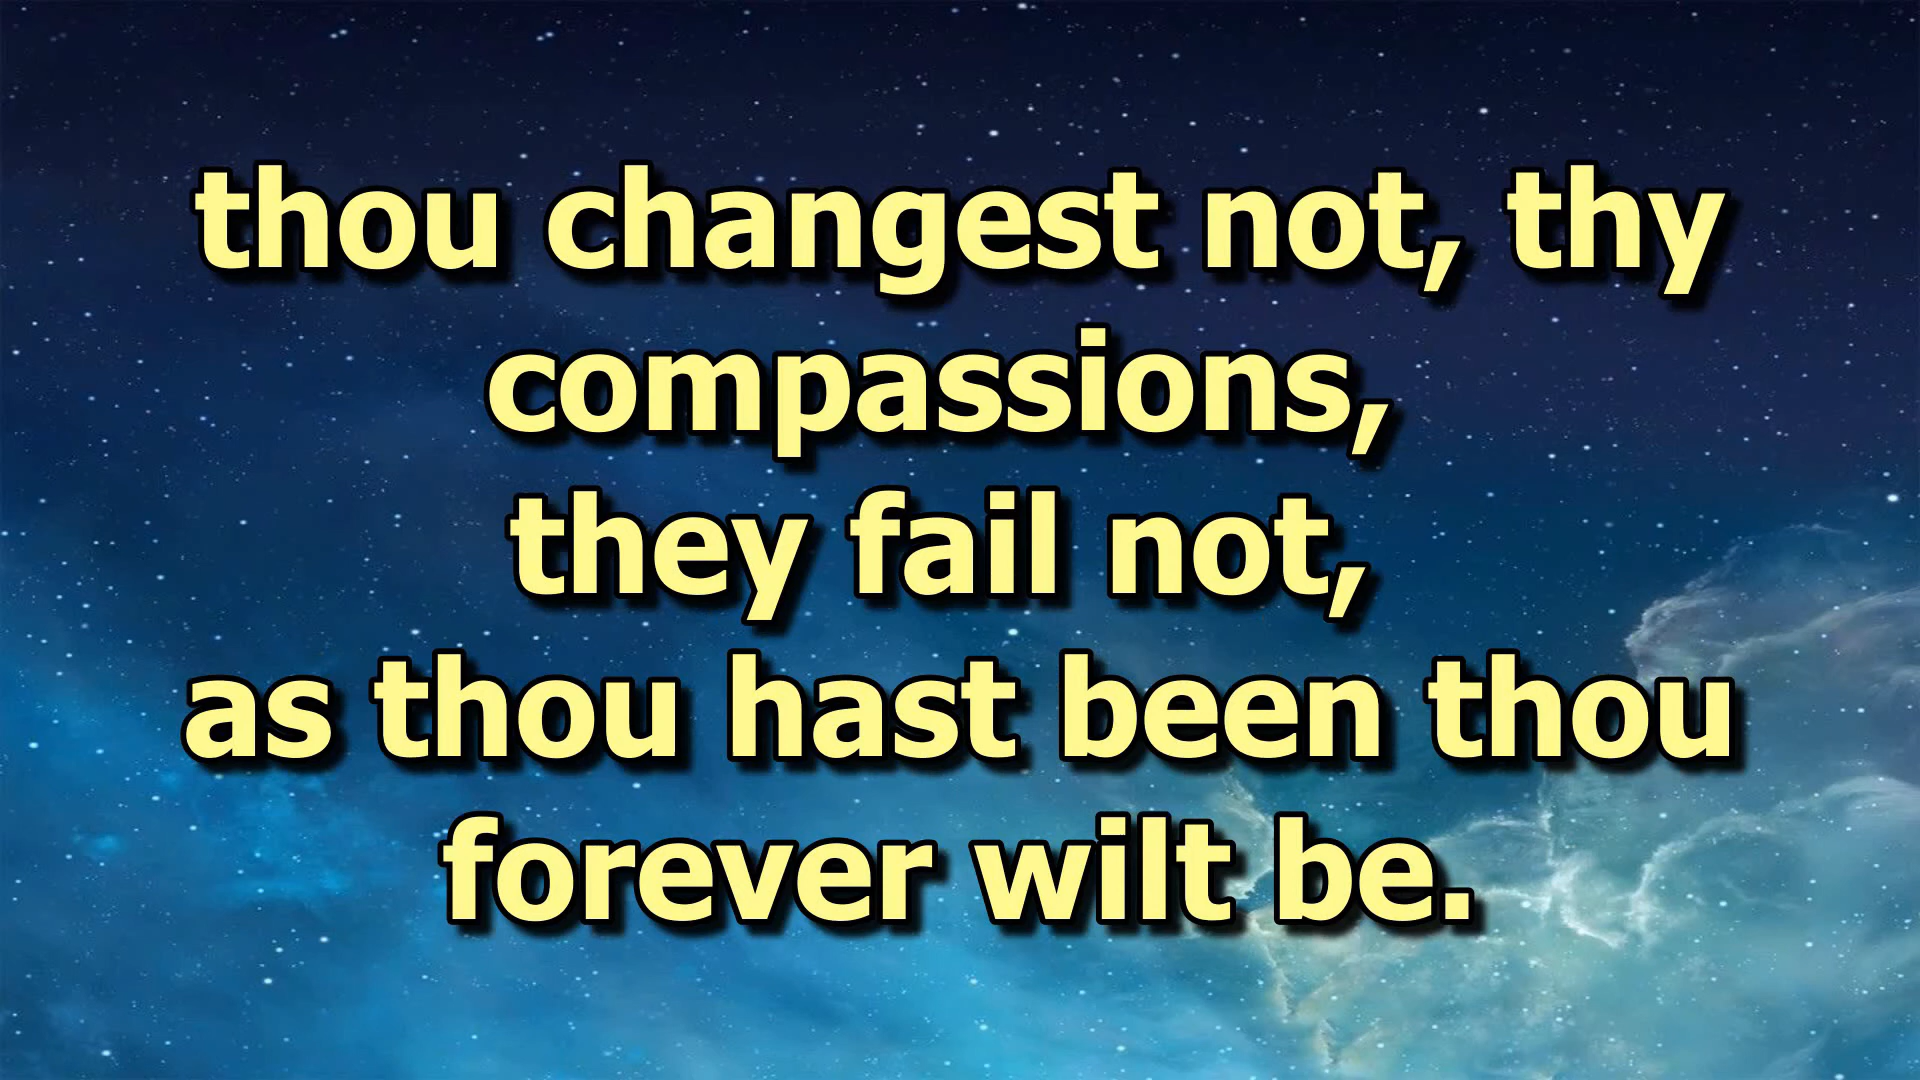 thou changest not, thy
compassions,
they fail not,
as thou hast been thou
forever wilt be.